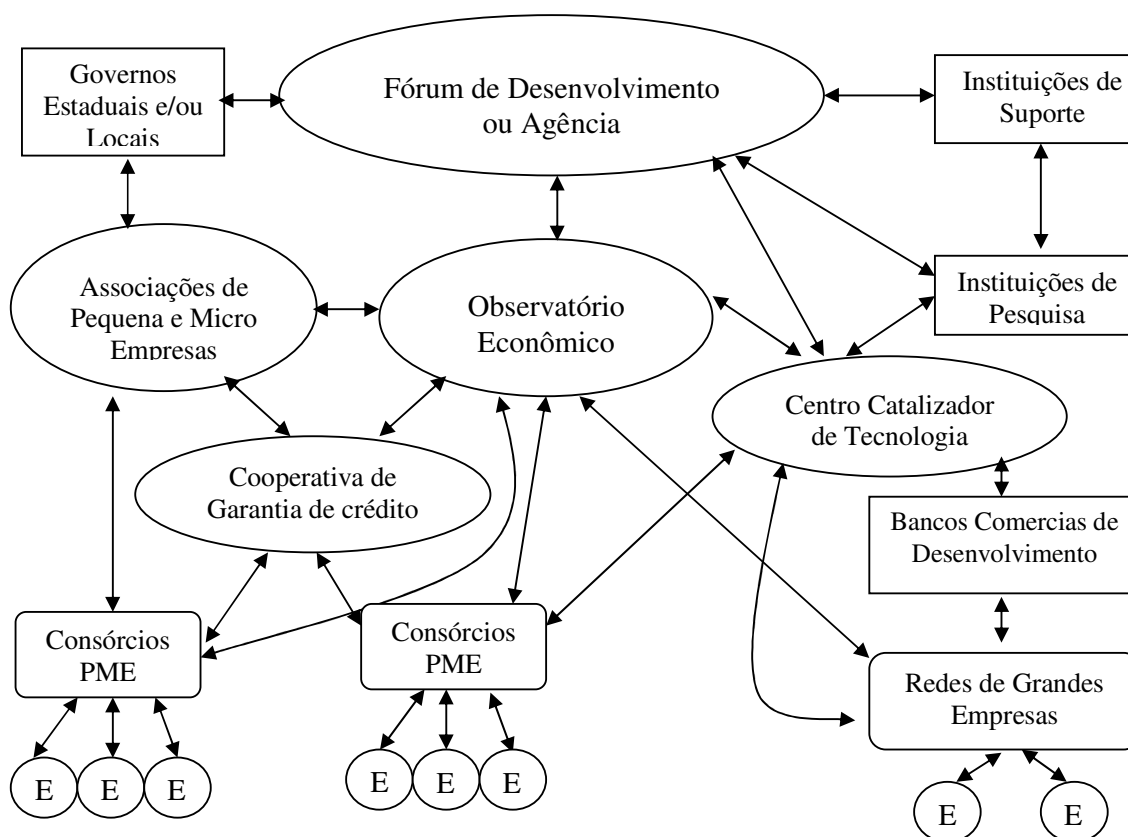 Governos
Estaduais e/ou
Locais
Fórum de Desenvolvimento
ou Agência
Instituições de
Suporte
Associações de
Pequena e Micro
Empresas
Observatório
Econômico
Instituições de
Pesquisa
Centro Catalizador
de Tecnologia
Cooperativa de
Garantia de crédito
Bancos Comercias de
Desenvolvimento
Consórcios
PME
Consórcios
PME
Redes de Grandes
Empresas
E
E
E
E
E
E
E
E